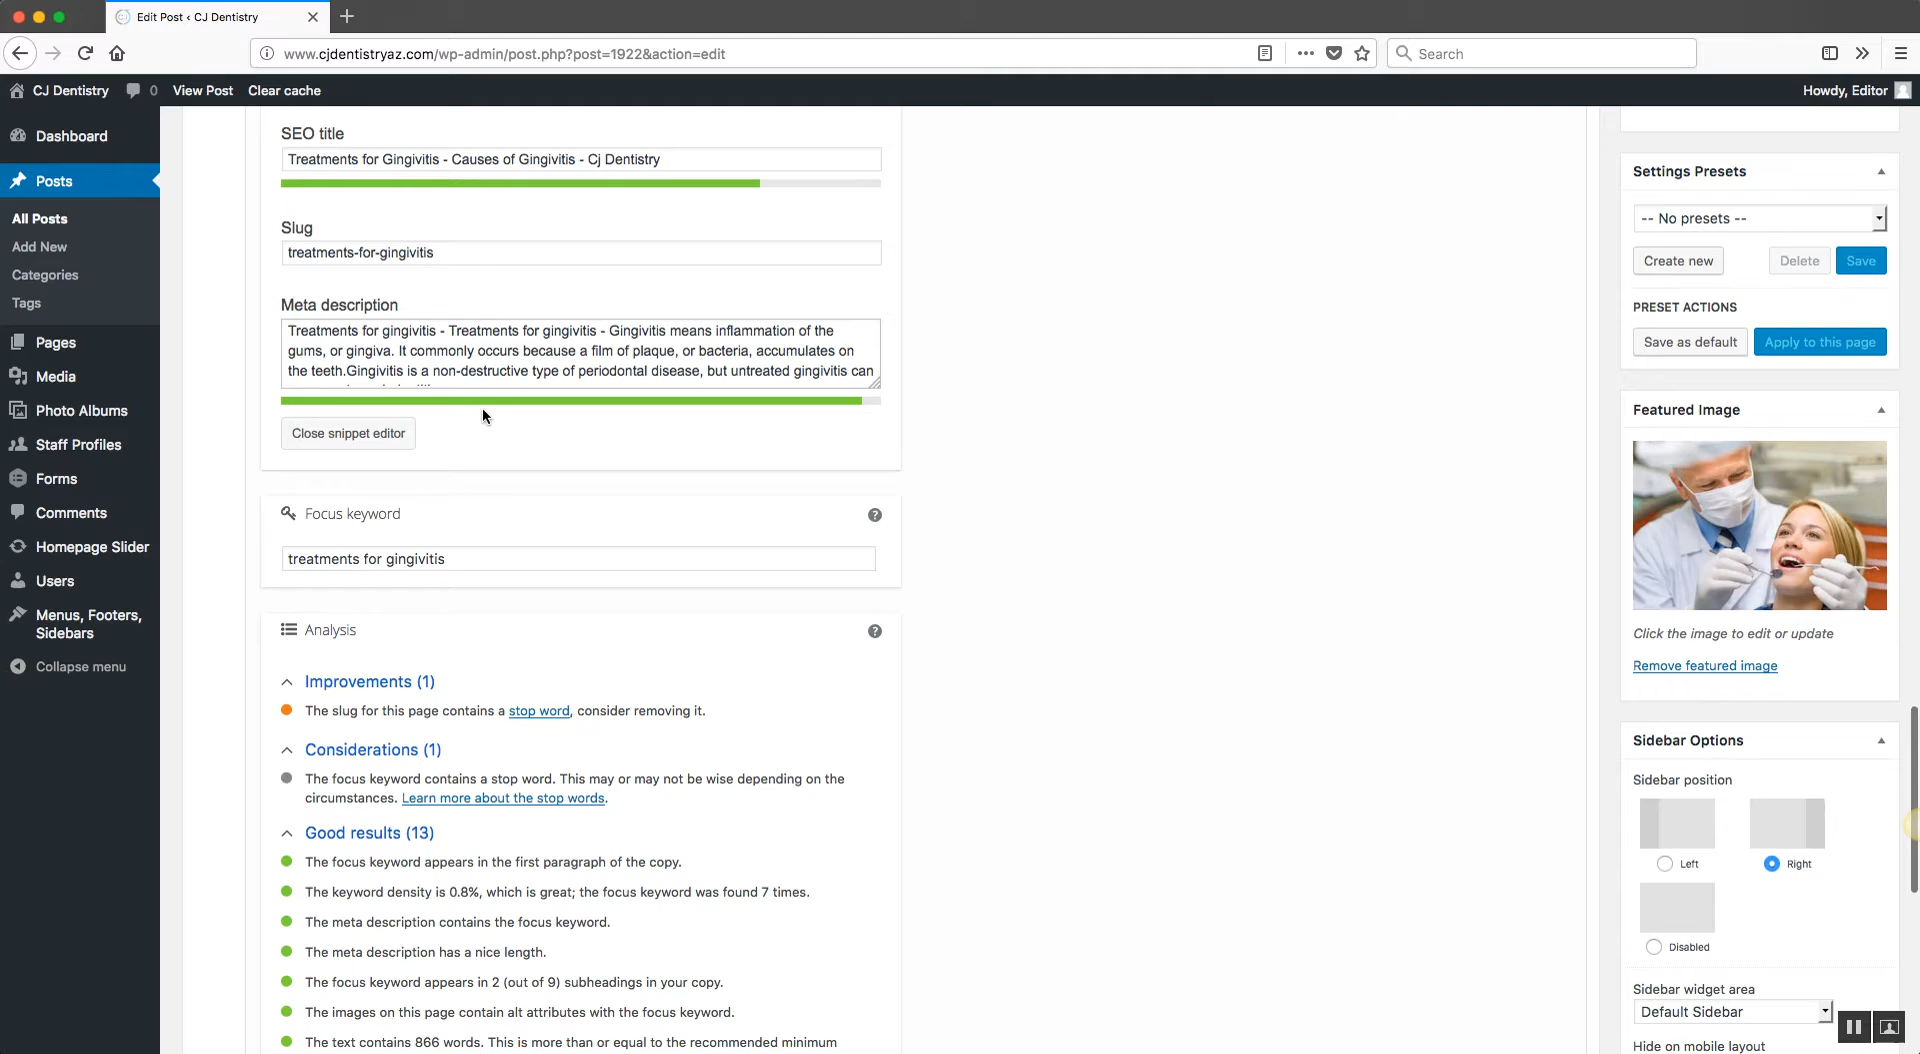 Edit Post ‹ CJ Dentistry
www.cjdentistryaz.com/wp-admin/post.php?post=1922&action=edit
Search
CJ Dentistry
0
View Post
Clear cache
Howdy, Editor
Dashboard
Posts
All Posts
Add New
Categories
Tags
Pages
Media
Photo Albums
Staff Profiles
Forms
Comments
Homepage Slider
Users
Menus, Footers,
Sidebars
Collapse menu
SEO title
Treatments for Gingivitis - Causes of Gingivitis - Cj Dentistry
Slug
treatments-for-gingivitis
Meta description
Treatments for gingivitis - Treatments for gingivitis - Gingivitis means inflammation of the
gums, or gingiva. It commonly occurs because a film of plaque, or bacteria, accumulates on
the teeth.Gingivitis is a non-destructive type of periodontal disease, but untreated gingivitis can
Close snippet editor
Focus keyword
treatments for gingivitis
Analysis
Improvements (1)
The slug for this page contains a stop word, consider removing it.
Considerations (1)
The focus keyword contains a stop word. This may or may not be wise depending on the
circumstances. Learn more about the stop words.
Good results (13)
The focus keyword appears in the first paragraph of the copy.
The keyword density is 0.8%, which is great; the focus keyword was found 7 times.
The meta description contains the focus keyword.
The meta description has a nice length.
The focus keyword appears in 2 (out of 9) subheadings in your copy.
The images on this page contain alt attributes with the focus keyword.
The text contains 866 words. This is more than or equal to the recommended minimum
Settings Presets
-- No presets --
Create new
Delete
Save
PRESET ACTIONS
Save as default
Apply to this page
Featured Image
Click the image to edit or update
Remove featured image
Sidebar Options
Sidebar position
Left
Right
Disabled
Sidebar widget area
Default Sidebar
Hide on mobile layout